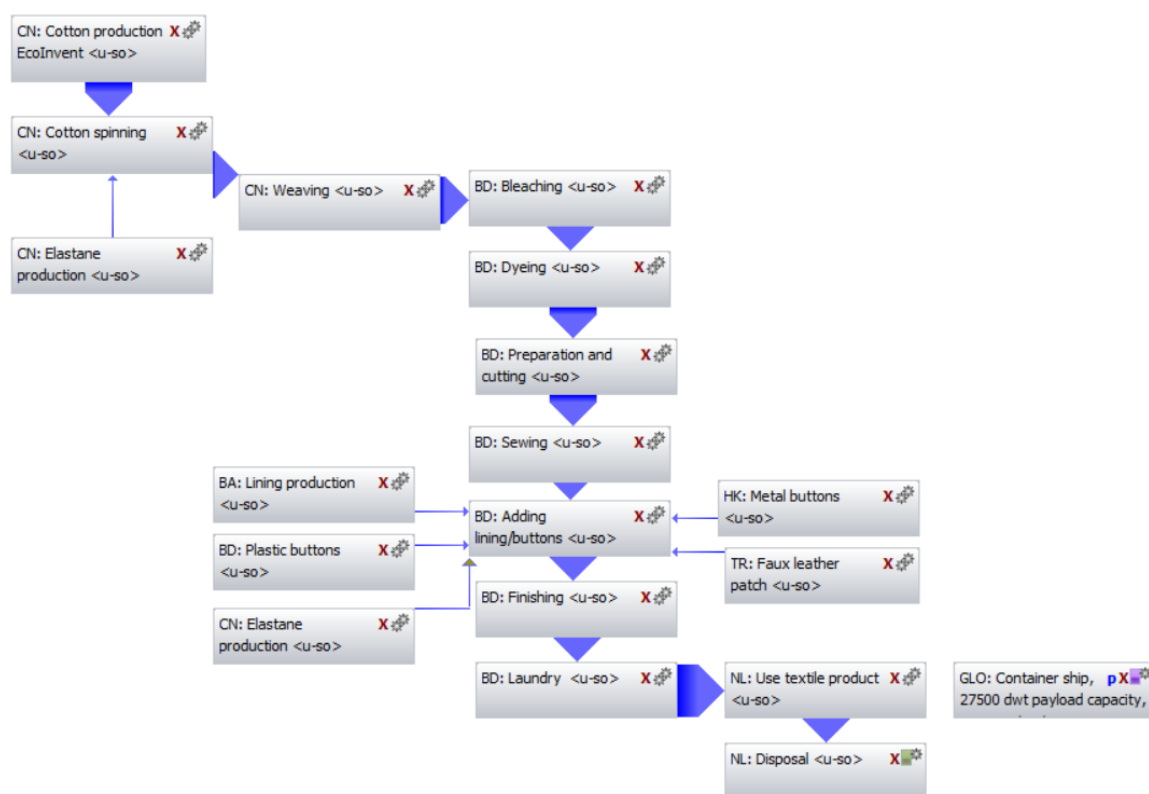 CN: Cotton production X
EcoInvent <u-so>
CN: Cotton spinning X
<u-so>
CN: Weaving <u-so> X
BD: Bleaching <u-so> X
CN: Elastane X
production <u-so>
BD: Dyeing <u-so> X
BD: Preparation and X
cutting <u-so>
BD: Sewing <u-so> X
BA: Lining production X
<u-so>
HK: Metal buttons X
<u-so>
BD: Adding X
lining/buttons <u-so>
BD: Plastic buttons X
<u-so>
TR: Faux leather X
patch <u-so>
BD: Finishing <u-so> X
CN: Elastane X
production <u-so>
BD: Laundry <u-so> X
NL: Use textile product X
<u-so>
GLO: Container ship, p X
27500 dwt payload capacity,
NL: Disposal <u-so> X